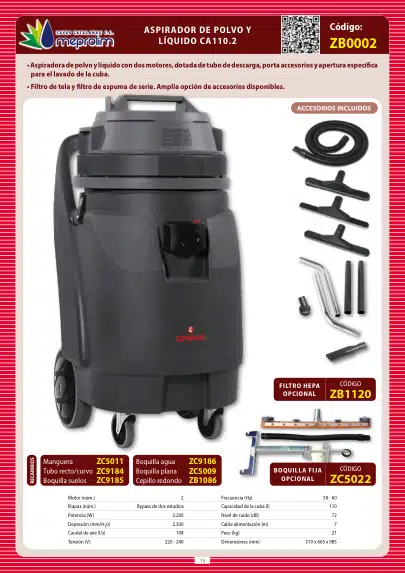 RAYRA CATALANAS S.L.
meprolim
ASPIRADOR DE POLVO Y
LÍQUIDO CA110.2
Código:
ZB0002
• Aspiradora de polvo y líquido con dos motores, dotada de tubo de descarga, porta accesorios y apertura específica
para el lavado de la cuba.
• Filtro de tela y filtro de espuma de serie. Amplia opción de accesorios disponibles.
ACCESORIOS INCLUIDOS
FILTRO HEPA
OPCIONAL
CÓDIGO
ZB1120
BOQUILLA FIJA
OPCIONAL
CÓDIGO
ZC5022
RECAMBIOS
Manguera ZC5011
Tubo recto/curvo ZC9184
Boquilla suelos ZC9185
Boquilla agua ZC9186
Boquilla plana ZC5009
Cepillo redondo ZB1086
Motor (núm.) 2
Etapas (núm.) Bypass de dos estadios
Potencia (W) 2.200
Depresión (mm/H2O) 2.300
Caudal de aire (l/s) 108
Tensión (V) 220 - 240
Frecuencia (Hz) 50 - 60
Capacidad de la cuba (l) 110
Nivel de ruido (dB) 72
Cable alimentación (m) 7
Peso (kg) 21
Dimensiones (mm) 510 x 665 x 985
19